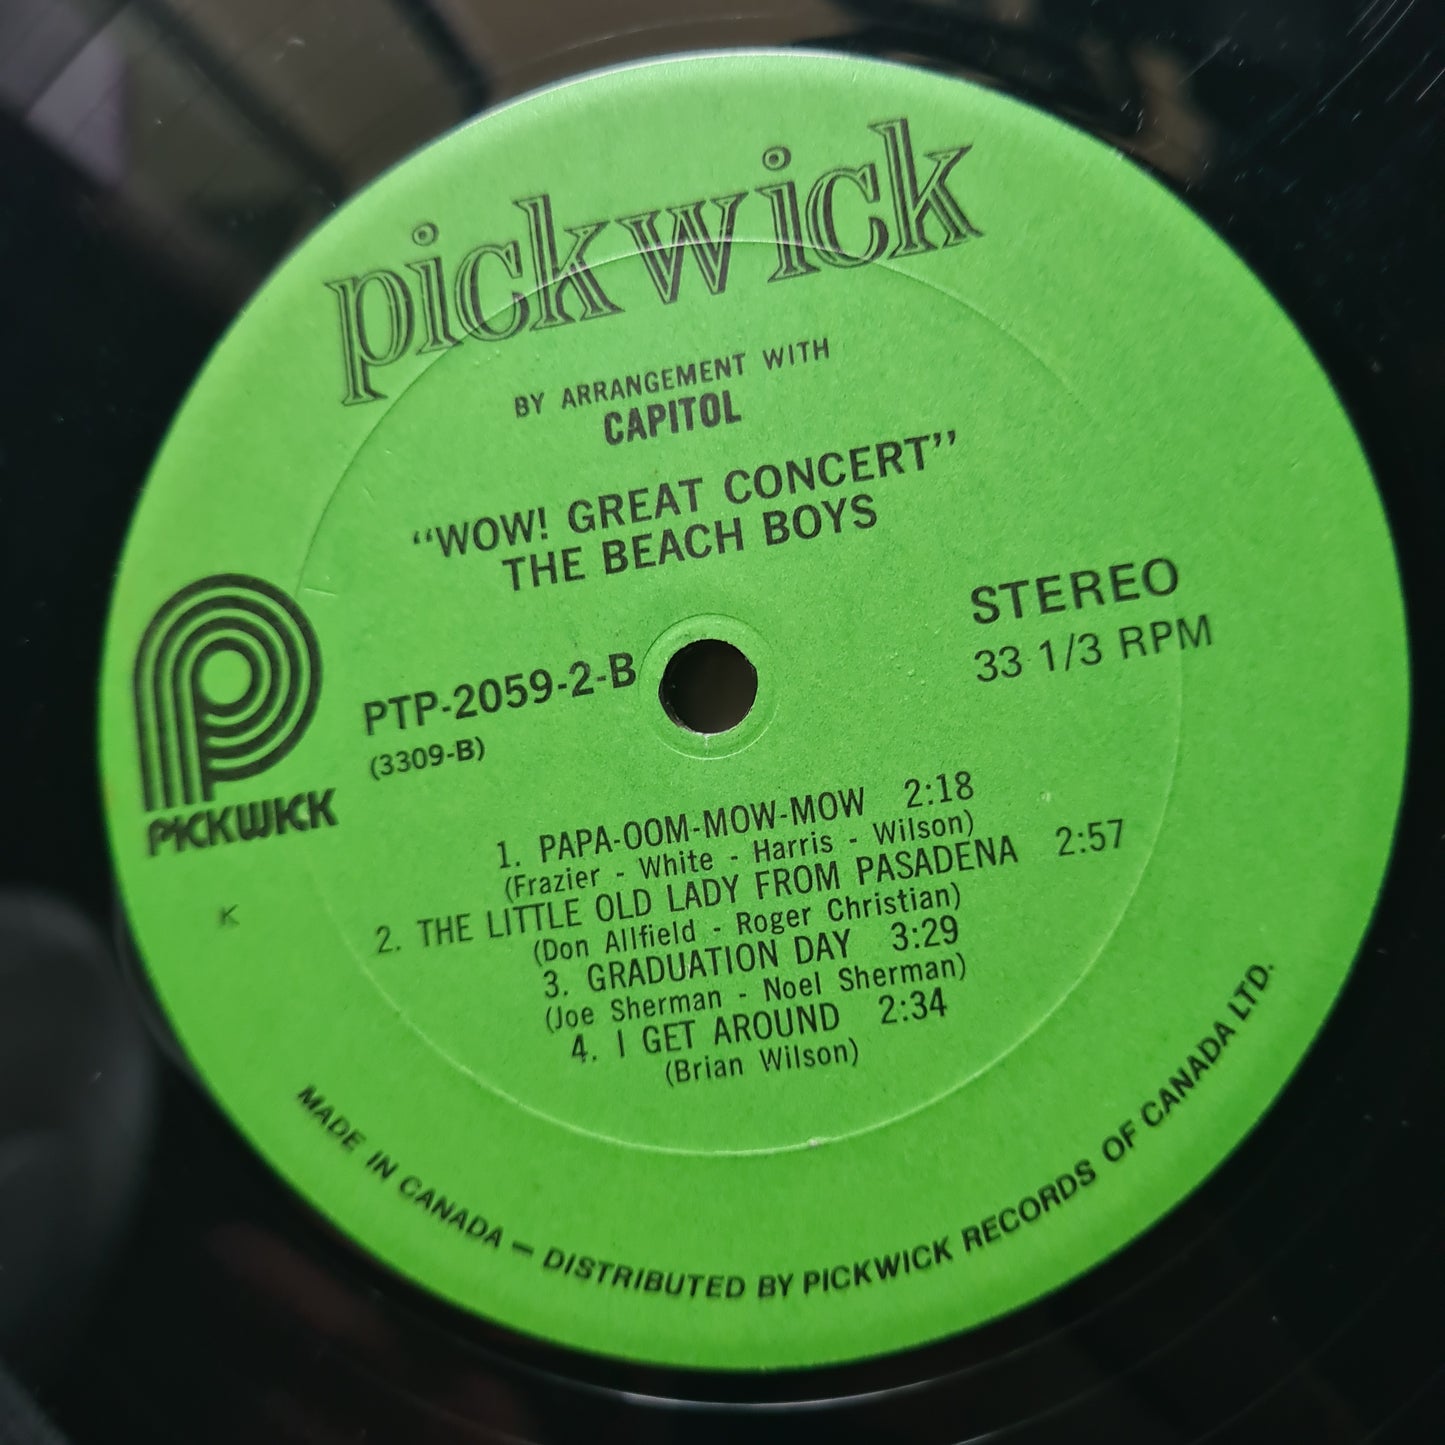 pickwick
BY ARRANGEMENT WITH
CAPITOL
“WOW! GREAT CONCERT”
THE BEACH BOYS
STEREO
33 1/3 RPM
PTP-2059-2-B
(3309-B)
PICKWICK
K
1. PAPA-OOM-MOW-MOW 2:18
(Frazier - White - Harris - Wilson)
2. THE LITTLE OLD LADY FROM PASADENA 2:57
(Don Allfield - Roger Christian)
3. GRADUATION DAY 3:29
(Joe Sherman - Noel Sherman)
4. I GET AROUND 2:34
(Brian Wilson)
MADE IN CANADA — DISTRIBUTED BY PICKWICK RECORDS OF CANADA LTD.